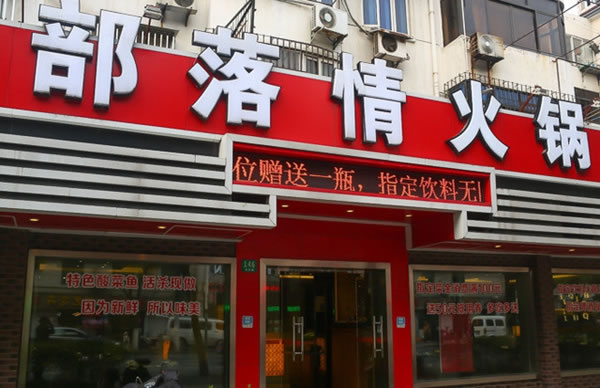 部落情火锅
位赠送一瓶，指定饮料无
特色酸菜鱼 活杀现做
因为新鲜 所以味美